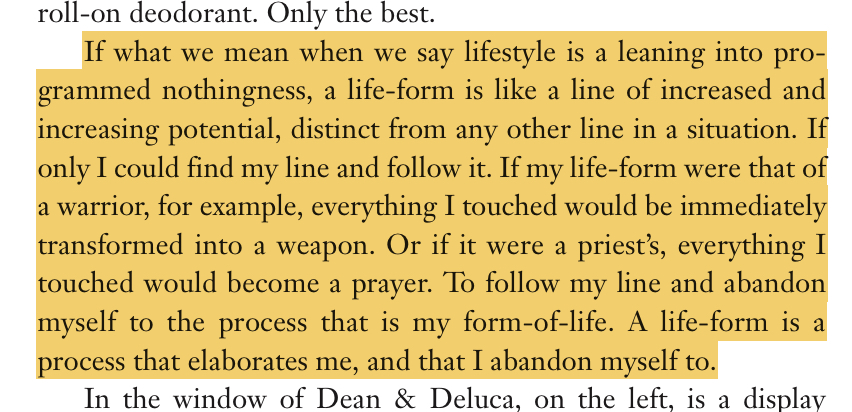 roll-on deodorant. Only the best.
If what we mean when we say lifestyle is a leaning into pro-
grammed nothingness, a life-form is like a line of increased and
increasing potential, distinct from any other line in a situation. If
only I could find my line and follow it. If my life-form were that of
a warrior, for example, everything I touched would be immediately
transformed into a weapon. Or if it were a priest’s, everything I
touched would become a prayer. To follow my line and abandon
myself to the process that is my form-of-life. A life-form is a
process that elaborates me, and that I abandon myself to.
In the window of Dean & Deluca, on the left, is a display